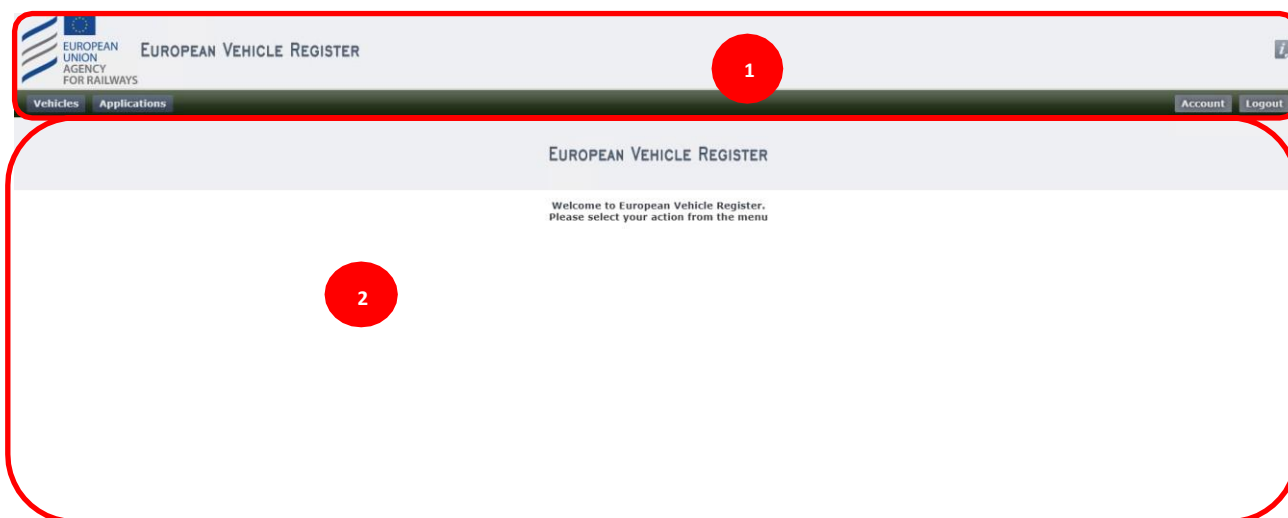 EUROPEAN
UNION
AGENCY
FOR RAILWAYS
EUROPEAN VEHICLE REGISTER
1
i
Vehicles Applications Account Logout
EUROPEAN VEHICLE REGISTER
Welcome to European Vehicle Register.
Please select your action from the menu
2